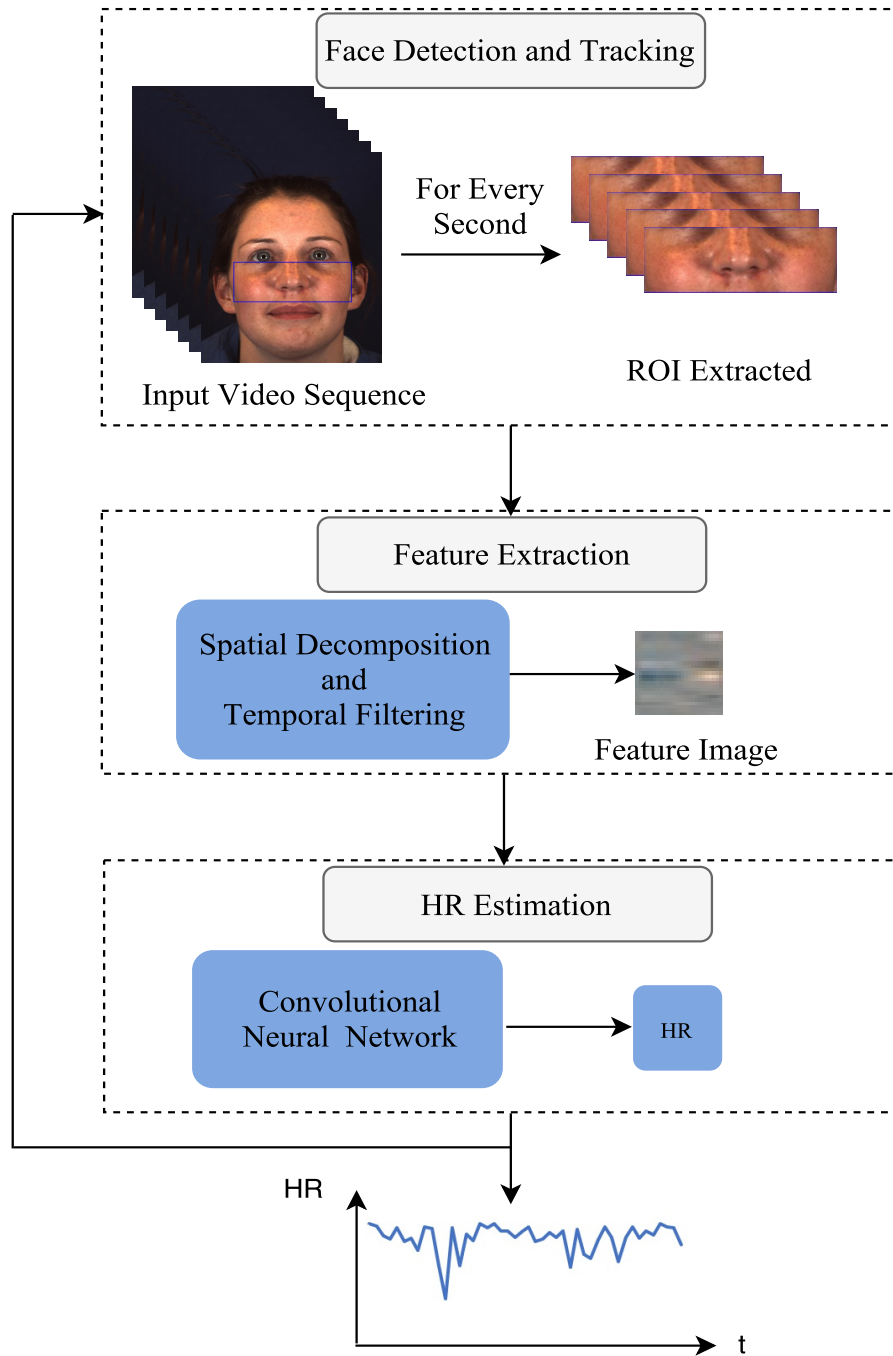 Face Detection and Tracking
For Every
Second
Input Video Sequence
ROI Extracted
Feature Extraction
Spatial Decomposition
and
Temporal Filtering
Feature Image
HR Estimation
Convolutional
Neural Network
HR
HR
t